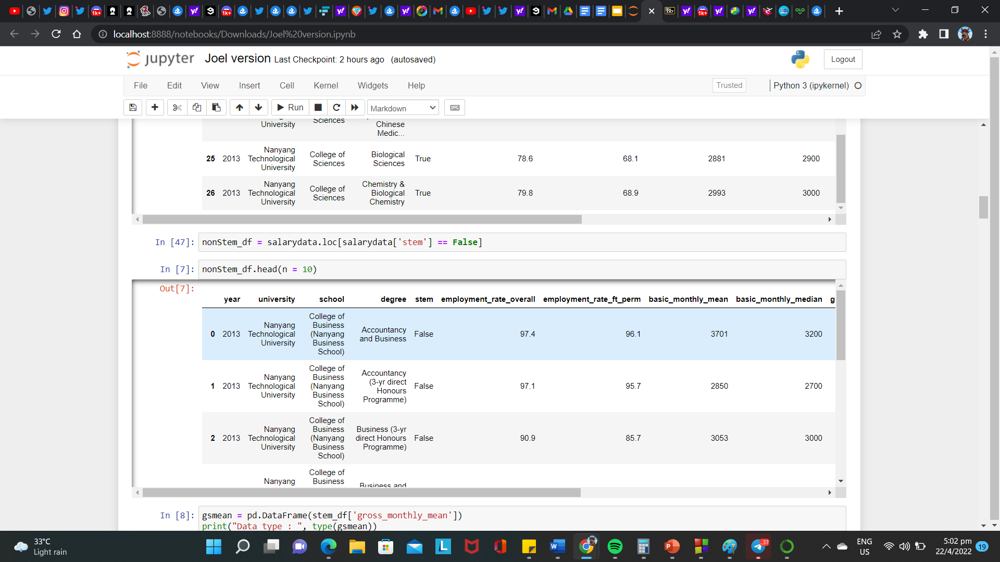 localhost:8888/notebooks/Downloads/Joel%20version.ipynb
jupyter Joel version Last Checkpoint: 2 hours ago (autosaved)
Logout
File Edit View Insert Cell Kernel Widgets Help
Trusted Python 3 (ipykernel)
Run Markdown
University Sciences Chinese
Medic...
25 2013 Nanyang Technological University College of Sciences Biological Sciences True 78.6 68.1 2881 2900
26 2013 Nanyang Technological University College of Sciences Chemistry & Biological Chemistry True 79.8 68.9 2993 3000
In [47]: nonStem_df = salarydata.loc[salarydata['stem'] == False]
In [7]: nonStem_df.head(n = 10)
Out[7]:
year university school degree stem employment_rate_overall employment_rate_ft_perm basic_monthly_mean basic_monthly_median g
0 2013 Nanyang Technological University College of Business (Nanyang Business School) Accountancy and Business False 97.4 96.1 3701 3200
1 2013 Nanyang Technological University College of Business (Nanyang Business School) Accountancy (3-yr direct Honours Programme) False 97.1 95.7 2850 2700
2 2013 Nanyang Technological University College of Business (Nanyang Business School) Business (3-yr direct Honours Programme) False 90.9 85.7 3053 3000
Nanyang College of Business Business and
In [8]: gsmean = pd.DataFrame(stem_df['gross_monthly_mean'])
print("Data type : ", type(gsmean))
33°C
Light rain
ENG
US
5:02 pm
22/4/2022
19